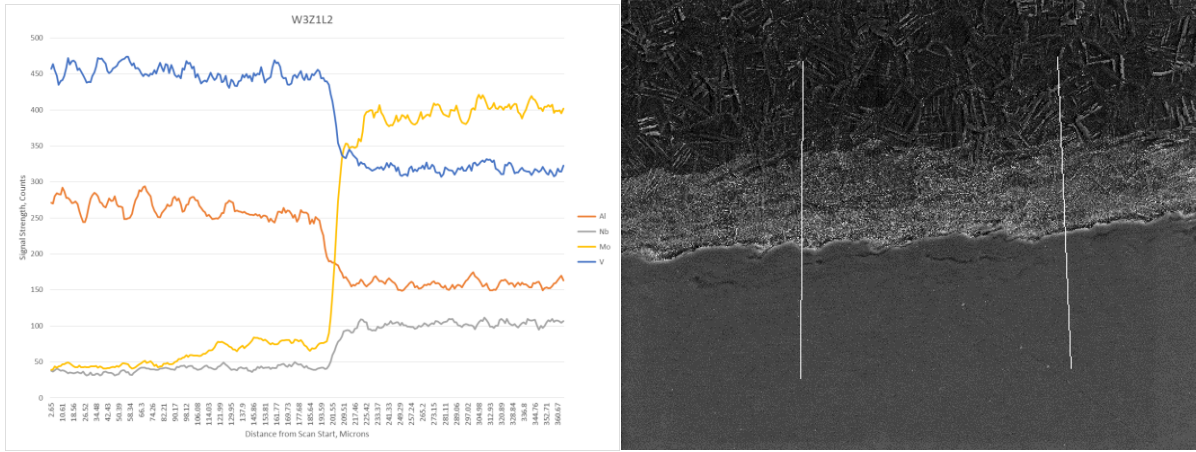 W3Z1L2
Signal Strength, Counts
500
450
400
350
300
250
200
150
100
50
0
2.65 10.61 18.56 26.52 34.48 42.43 50.39 58.34 66.3 74.26 82.21 90.17 98.12 106.08 114.03 121.99 129.95 137.9 145.86 153.81 161.77 169.73 177.68 185.64 193.59 201.55 209.51 217.46 225.42 233.37 241.33 249.29 257.24 265.2 273.15 281.11 289.06 297.02 304.98 312.93 320.89 328.84 336.8 344.76 352.71 360.67
Distance from Scan Start, Microns
Al
Nb
Mo
V